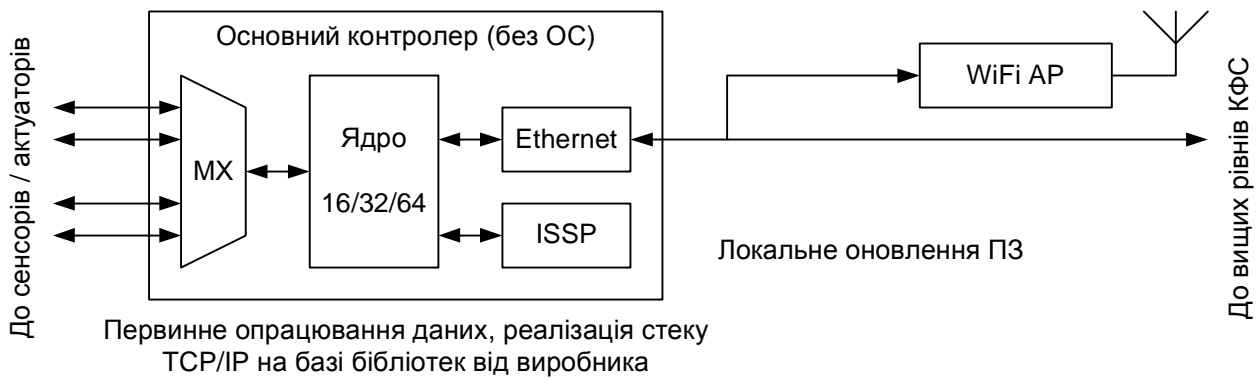 До сенсорів / актуаторів
Основний контролер (без ОС)
MX
Ядро
16/32/64
Ethernet
ISSP
WiFi AP
Локальне оновлення ПЗ
До вищих рівнів КФС
Первинне опрацювання даних, реалізація стеку
TCP/IP на базі бібліотек від виробника